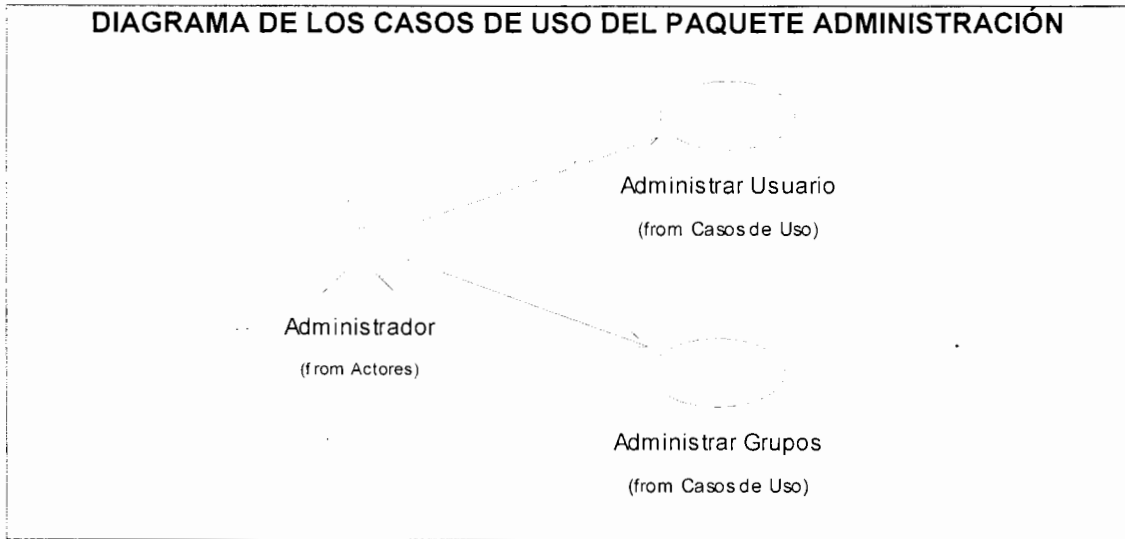 DIAGRAMA DE LOS CASOS DE USO DEL PAQUETE ADMINISTRACIÓN
Administrar Usuario
(from Casos de Uso)
Administrador
(from Actores)
Administrar Grupos
(from Casos de Uso)